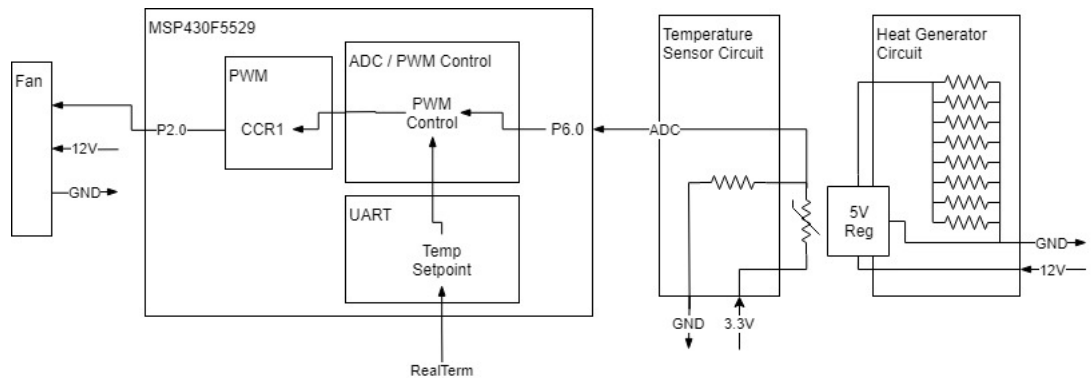 MSP430F5529
Temperature
Sensor Circuit
Heat Generator
Circuit
Fan
PWM
ADC / PWM Control
CCR1
PWM
Control
P2.0
P6.0
ADC
12V
GND
UART
Temp
Setpoint
5V
Reg
GND
12V
GND
3.3V
RealTerm